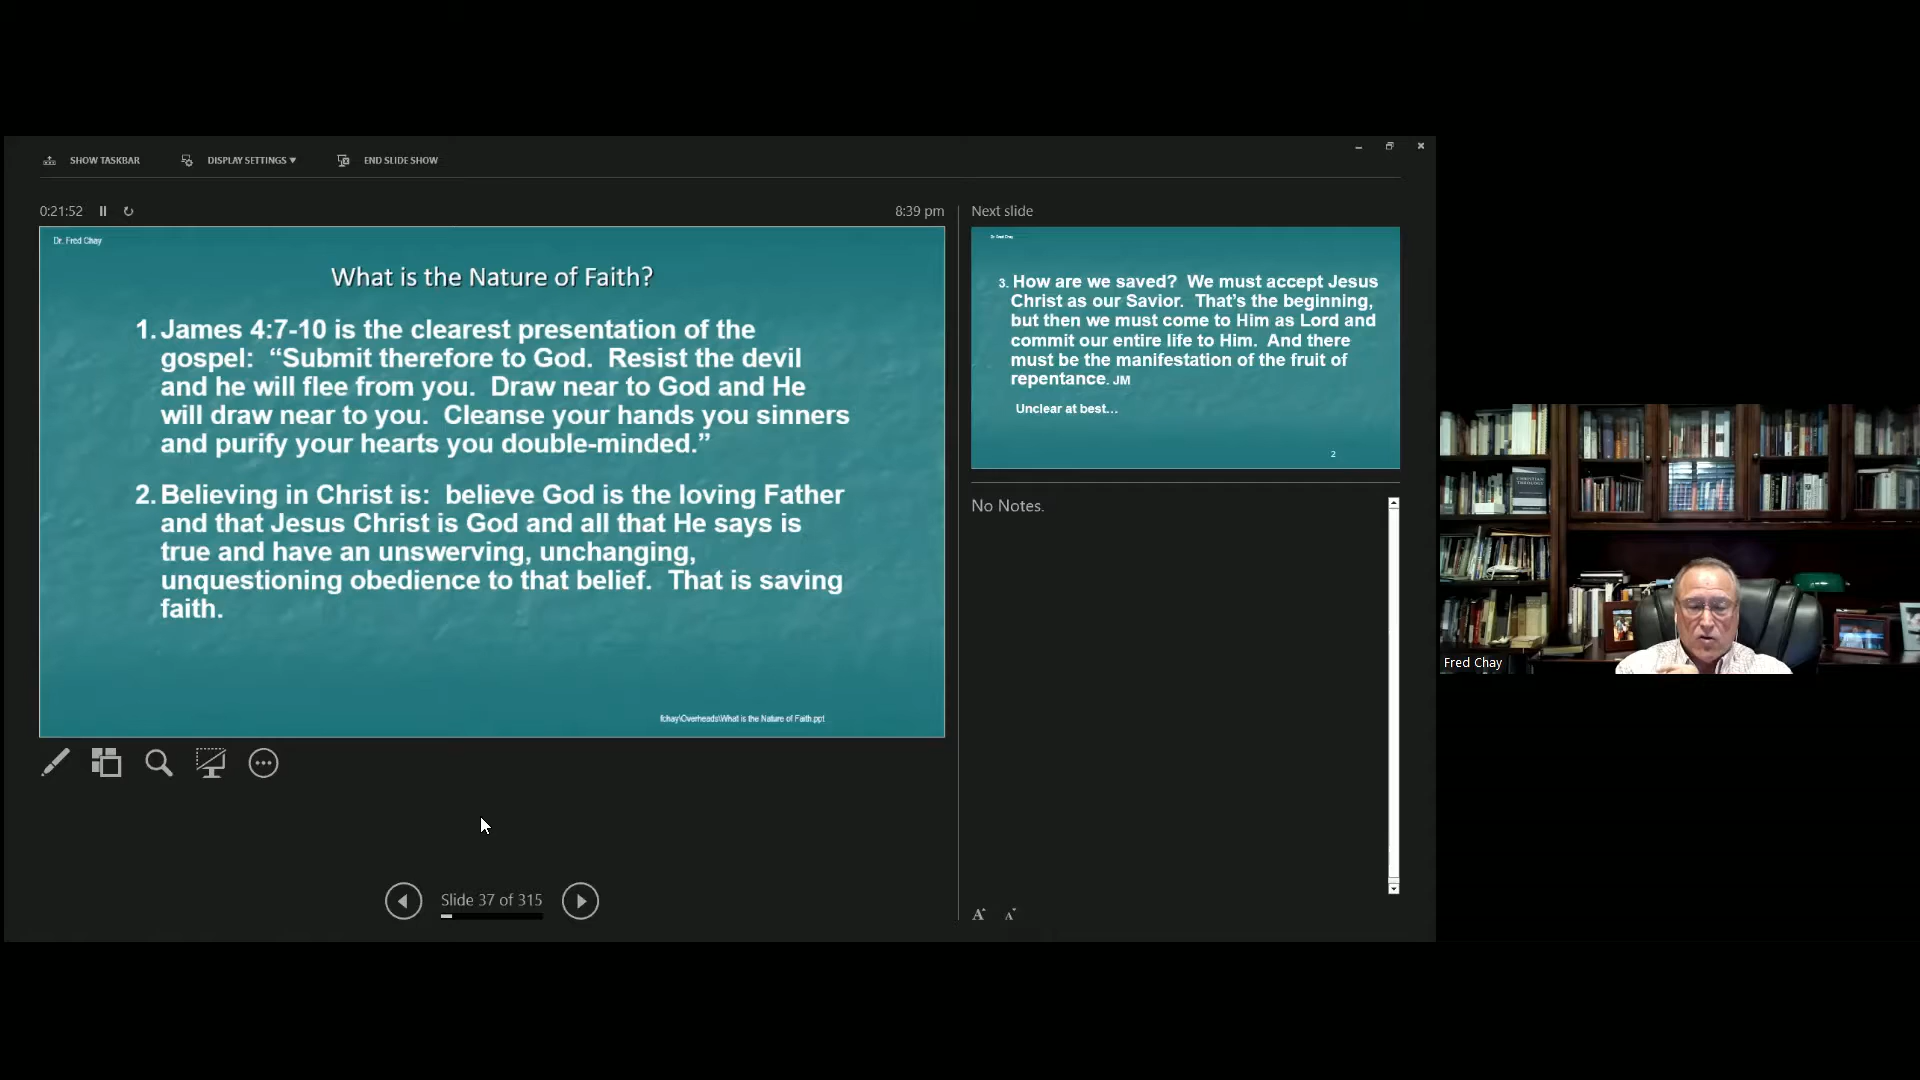 SHOW TASKBAR
DISPLAY SETTINGS ▾
END SLIDE SHOW
0:21:52
8:39 pm
Next slide
Dr. Fred Chay
What is the Nature of Faith?
1. James 4:7-10 is the clearest presentation of the
gospel:  “Submit therefore to God.  Resist the devil
and he will flee from you.  Draw near to God and He
will draw near to you.  Cleanse your hands you sinners
and purify your hearts you double-minded.”
2. Believing in Christ is:  believe God is the loving Father
and that Jesus Christ is God and all that He says is
true and have an unswerving, unchanging,
unquestioning obedience to that belief.  That is saving
faith.
fchay\Overheads\What is the Nature of Faith.ppt
Dr. Fred Chay
3. How are we saved?  We must accept Jesus
Christ as our Savior.  That’s the beginning,
but then we must come to Him as Lord and
commit our entire life to Him.  And there
must be the manifestation of the fruit of
repentance. JM
Unclear at best…
2
No Notes.
Slide 37 of 315
A A
CHRISTIAN
THEOLOGY
Fred Chay